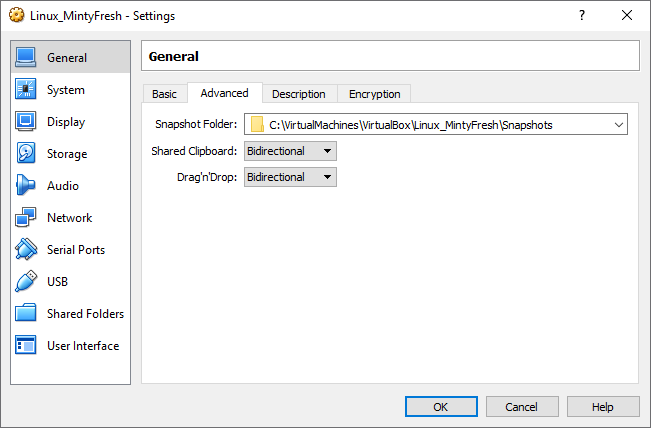 Linux_MintyFresh - Settings
?
General
System
Display
Storage
Audio
Network
Serial Ports
USB
Shared Folders
User Interface
General
Basic Advanced Description Encryption
Snapshot Folder: C:\VirtualMachines\VirtualBox\Linux_MintyFresh\Snapshots
Shared Clipboard: Bidirectional
Drag'n'Drop: Bidirectional
OK Cancel Help